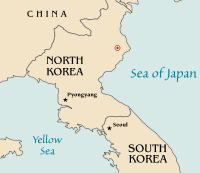 CHINA
NORTH
KOREA
Sea of Japan
Pyongyang
Seoul
Yellow
Sea
SOUTH
KOREA